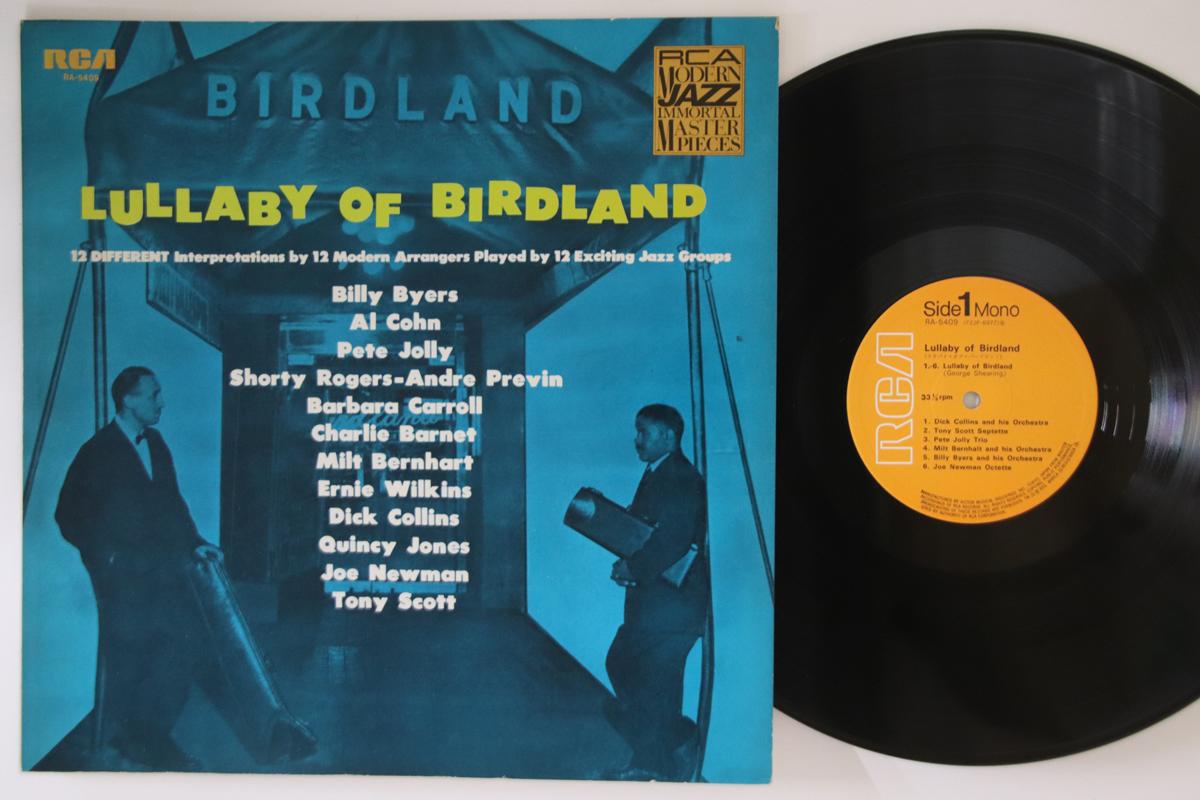 RCA
RA-5409
BIRDLAND
RCA
MODERN
JAZZ
IMMORTAL
MASTER
PIECES
LULLABY OF BIRDLAND
12 DIFFERENT Interpretations by 12 Modern Arrangers Played by 12 Exciting Jazz Groups
Billy Byers
Al Cohn
Pete Jolly
Shorty Rogers-Andre Previn
Barbara Carroll
Charlie Barnet
Milt Bernhart
Ernie Wilkins
Dick Collins
Quincy Jones
Joe Newman
Tony Scott
Side 1 Mono
RA-5409
Lullaby of Birdland
1.-6. Lullaby of Birdland
(George Shearing)
33 1/3 rpm
RCA
1. Dick Collins and his Orchestra
2. Tony Scott Septette
3. Pete Jolly Trio
4. Milt Bernhalt and his Orchestra
5. Billy Byers and his Orchestra
6. Joe Newman Octette